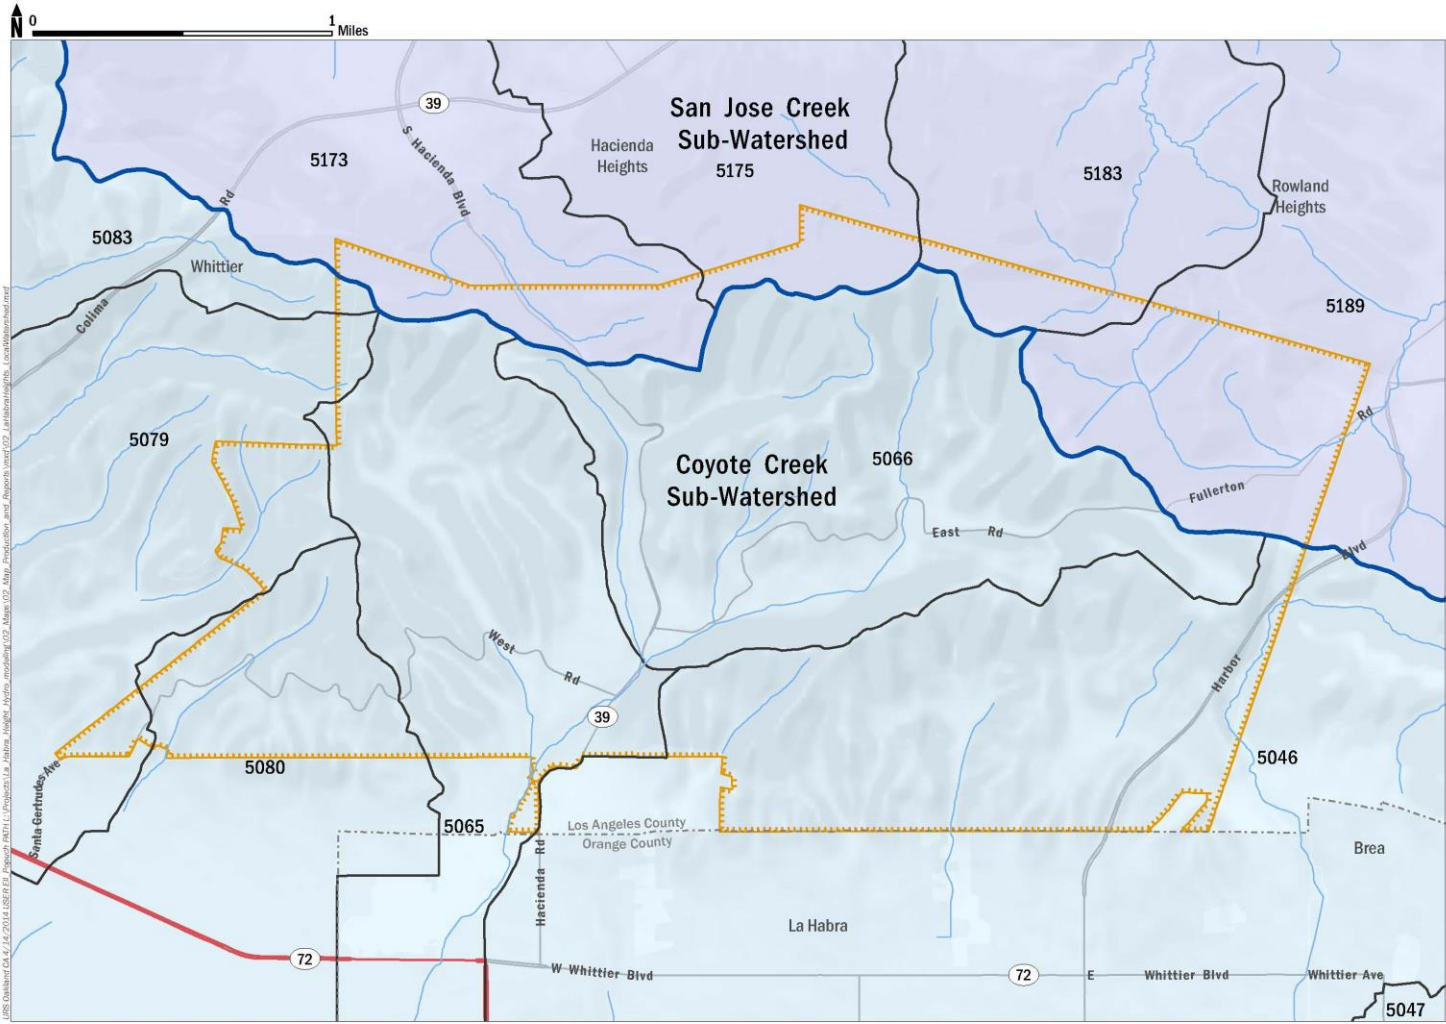 N
0 1
Miles
39
San Jose Creek
Sub-Watershed
5173
S Hacienda Blvd
Hacienda
Heights
5175
5183
Rowland
Heights
Rd
5083
Whittier
Colima
5189
5079
Rd
Coyote Creek
Sub-Watershed
5066
Fullerton
East Rd
Blvd
West
Rd
Harbor
39
5080
5046
Santa Gertrudes Ave
5065
Los Angeles County
Orange County
Hacienda Rd
Brea
La Habra
72
W Whittier Blvd
72
E Whittier Blvd
Whittier Ave
5047